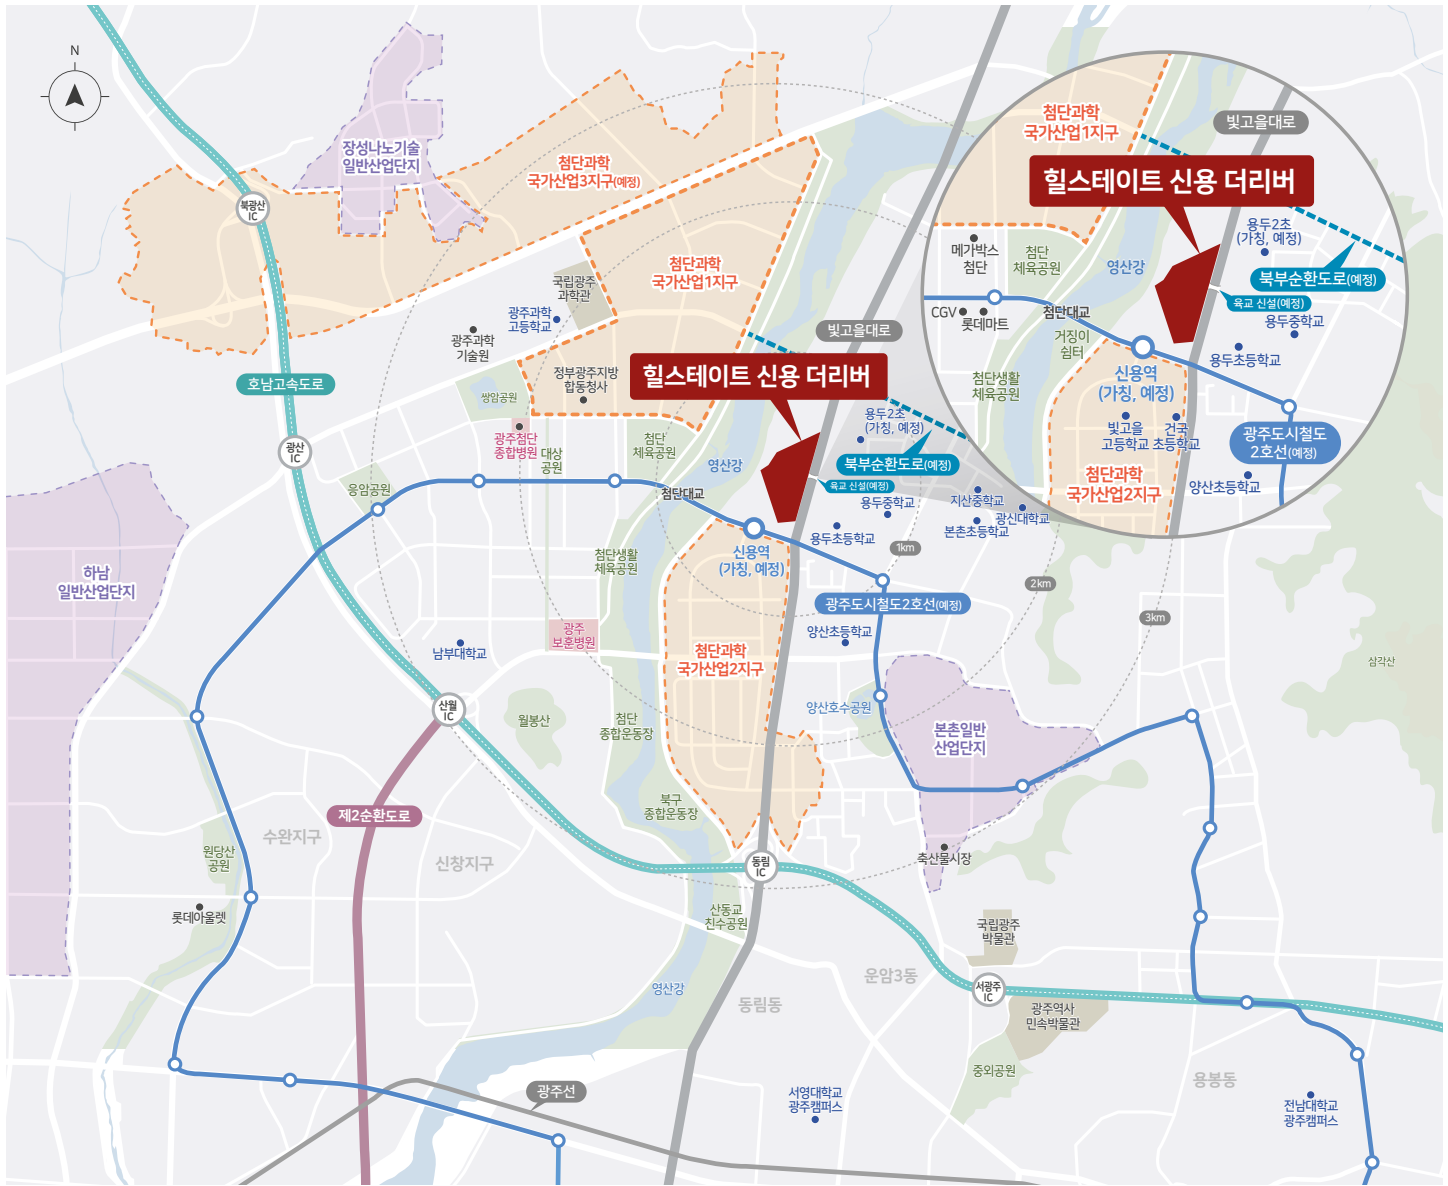 N
장성나노기술
일반산업단지
첨단과학
국가산업3지구(예정)
북광산
IC
첨단과학
국가산업1지구
국립광주
과학관
광주과학
고등학교
광주과학
기술원
정부광주지방
합동청사
쌍암공원
호남고속도로
광주첨단
종합병원
대상
공원
첨단
체육공원
광산
IC
응암공원
빛고을대로
힐스테이트 신용 더리버
용두2초
(가칭, 예정)
북부순환도로(예정)
육교 신설(예정)
영산강
첨단대교
용두중학교
지산중학교
광신대학교
본촌초등학교
용두초등학교
신용역
(가칭, 예정)
첨단생활
체육공원
1km
2km
3km
광주도시철도2호선(예정)
양산초등학교
하남
일반산업단지
광주
보훈병원
남부대학교
첨단과학
국가산업2지구
삼각산
산월
IC
월봉산
첨단
종합운동장
양산호수공원
본촌일반
산업단지
북구
종합운동장
제2순환도로
수완지구
신창지구
원당산
공원
롯데아울렛
동림
IC
축산물시장
산동교
친수공원
국립광주
박물관
운암3동
서광주
IC
영산강
동림동
광주역사
민속박물관
중외공원
용봉동
광주선
서영대학교
광주캠퍼스
전남대학교
광주캠퍼스
첨단과학
국가산업1지구
빛고을대로
힐스테이트 신용 더리버
용두2초
(가칭, 예정)
메가박스
첨단
첨단
체육공원
영산강
북부순환도로(예정)
육교 신설(예정)
CGV
롯데마트
첨단대교
거징이
쉼터
용두중학교
용두초등학교
신용역
(가칭, 예정)
첨단생활
체육공원
빛고을
고등학교
건국
초등학교
광주도시철도
2호선(예정)
첨단과학
국가산업2지구
양산초등학교